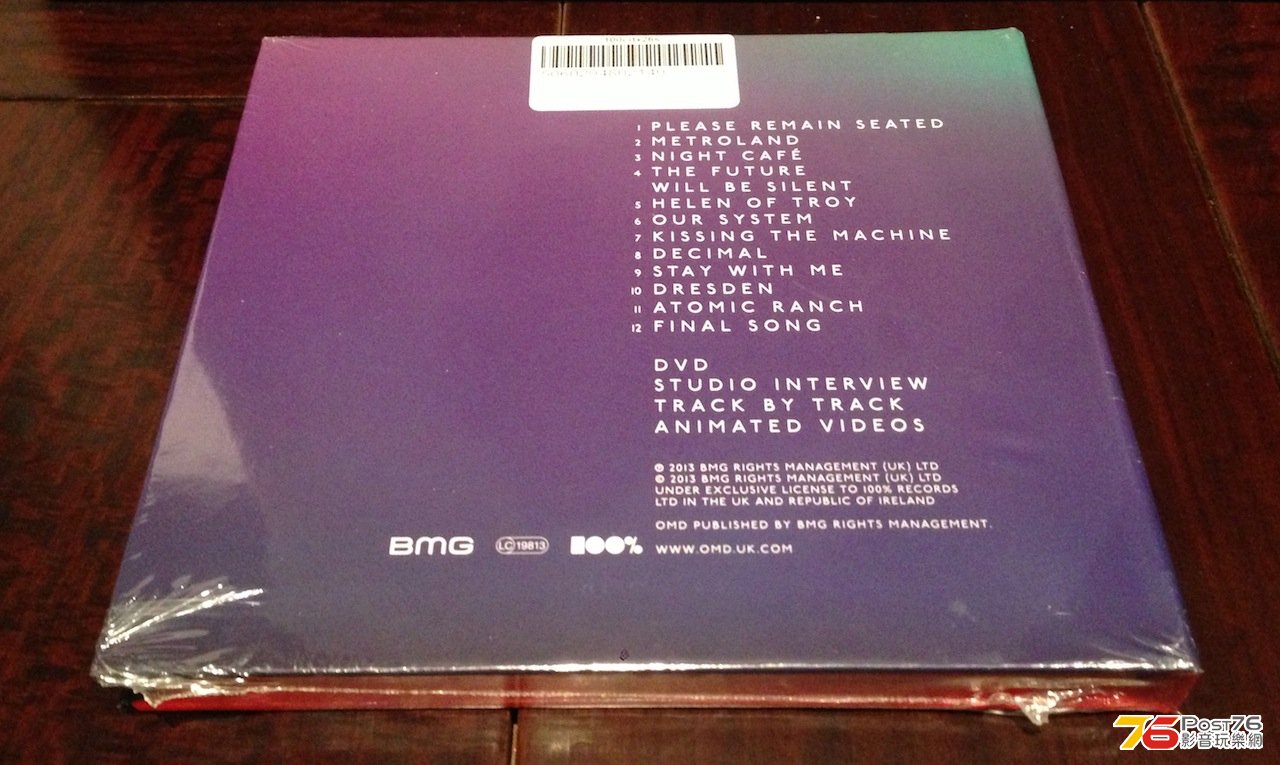 1 PLEASE REMAIN SEATED
2 METROLAND
3 NIGHT CAFÉ
4 THE FUTURE
WILL BE SILENT
5 HELEN OF TROY
6 OUR SYSTEM
7 KISSING THE MACHINE
8 DECIMAL
9 STAY WITH ME
10 DRESDEN
11 ATOMIC RANCH
12 FINAL SONG
DVD
STUDIO INTERVIEW
TRACK BY TRACK
ANIMATED VIDEOS
℗ 2013 BMG RIGHTS MANAGEMENT (UK) LTD
© 2013 BMG RIGHTS MANAGEMENT (UK) LTD
UNDER EXCLUSIVE LICENSE TO 100% RECORDS
LTD IN THE UK AND REPUBLIC OF IRELAND
OMD PUBLISHED BY BMG RIGHTS MANAGEMENT.
BMG LC 19813 100% WWW.OMD.UK.COM
76 Post76
影音玩樂網